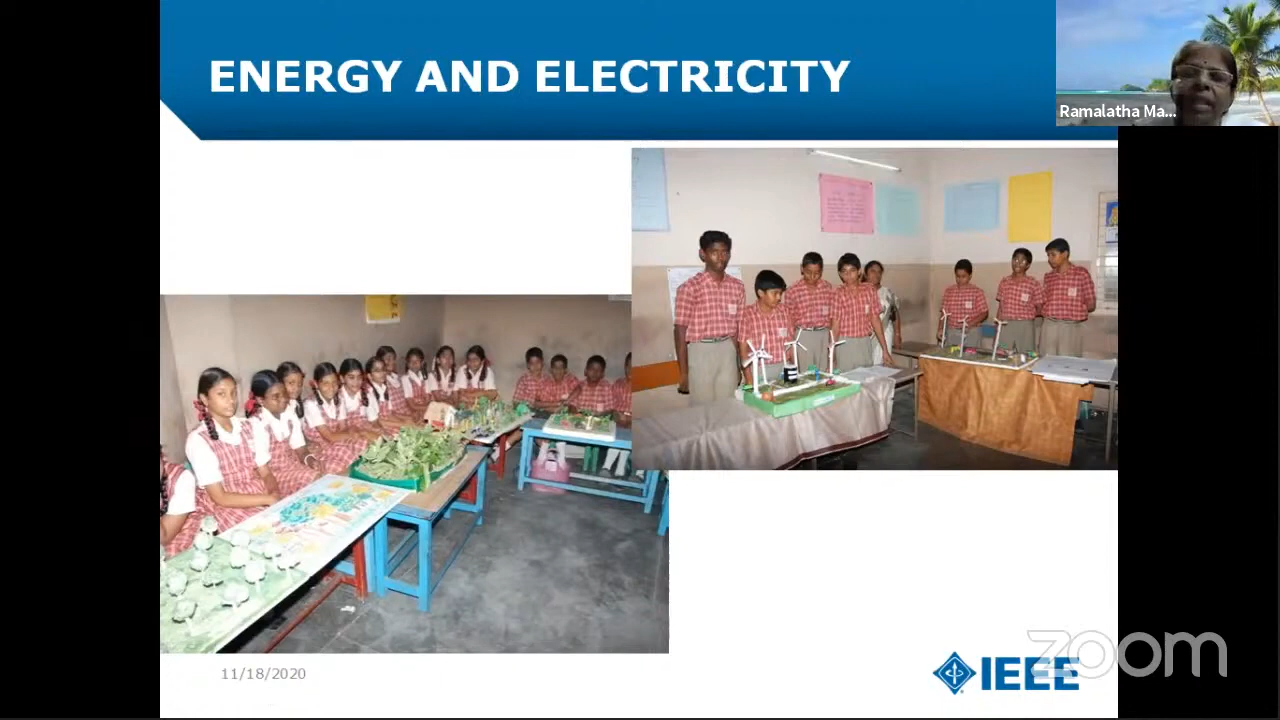 ENERGY AND ELECTRICITY
Ramalatha Ma...
11/18/2020
IEEE
zoom